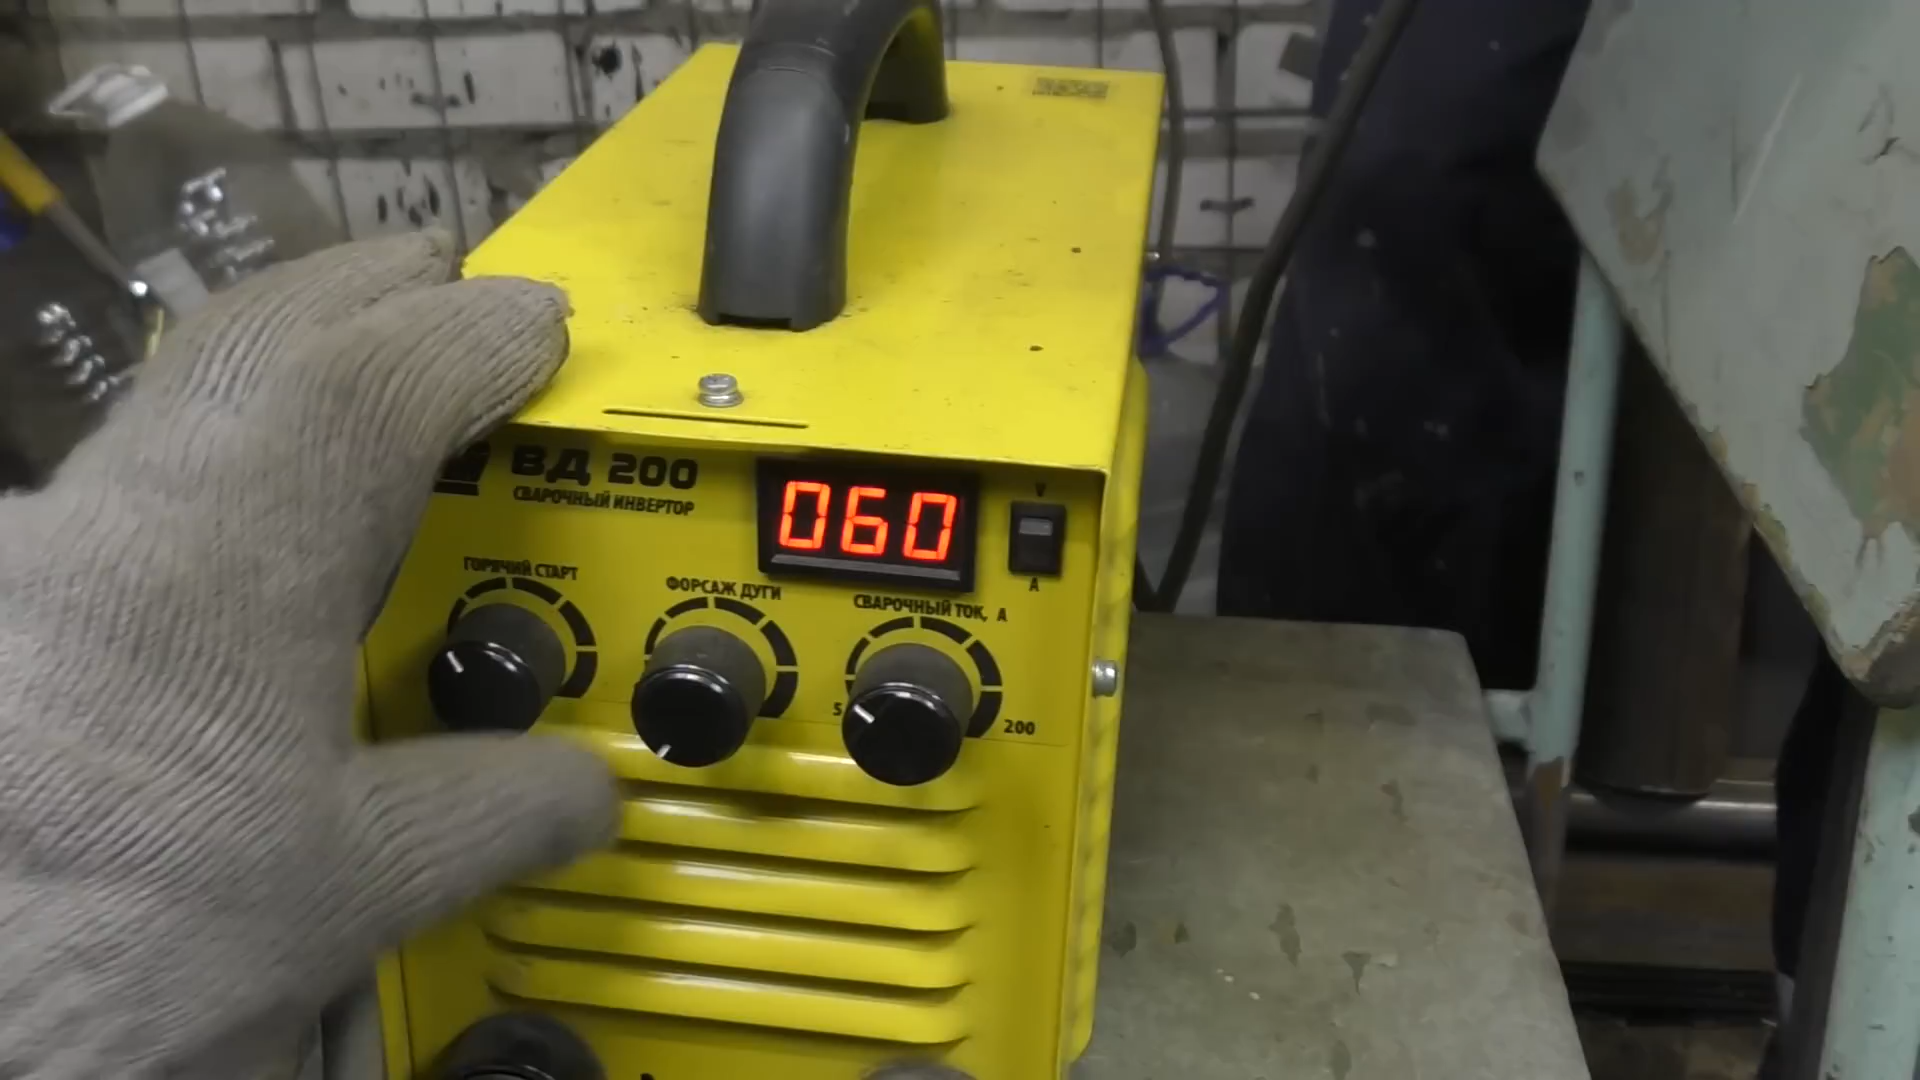 ВД 200
СВАРОЧНЫЙ ИНВЕРТОР
060
V
A
ГОРЯЧИЙ СТАРТ
ФОРСАЖ ДУГИ
СВАРОЧНЫЙ ТОК, А
5
200